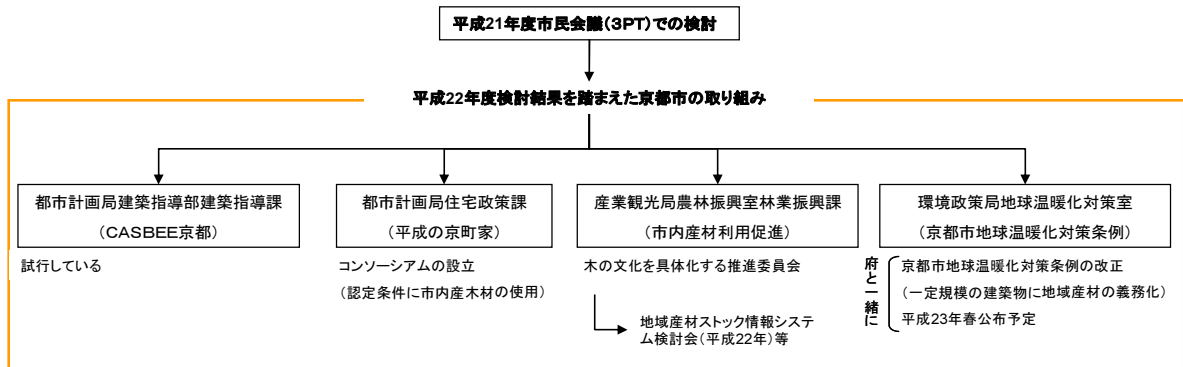 平成21年度市民会議（3PT）での検討
平成22年度検討結果を踏まえた京都市の取り組み
都市計画局建築指導部建築指導課
（CASBEE京都）
試行している
都市計画局住宅政策課
（平成の京町家）
コンソーシアムの設立
（認定条件に市内産木材の使用）
産業観光局農林振興室林業振興課
（市内産材利用促進）
木の文化を具体化する推進委員会
地域産材ストック情報システ
ム検討会（平成22年）等
環境政策局地球温暖化対策室
（京都市地球温暖化対策条例）
府と一緒に
京都市地球温暖化対策条例の改正
（一定規模の建築物に地域産材の義務化）
平成23年春公布予定